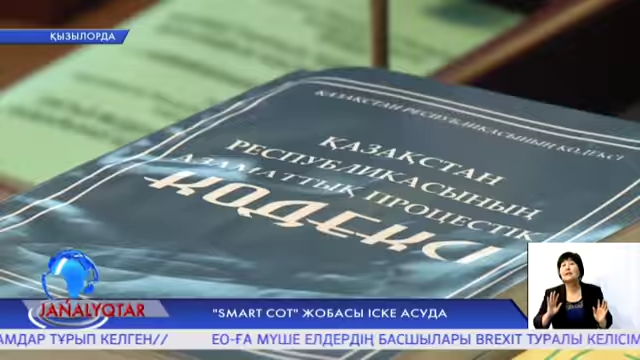 ҚЫЗЫЛОРДА
ҚАЗАҚСТАН РЕСПУБЛИКАСЫНЫҢ КОДЕКСІ
ҚАЗАҚСТАН
РЕСПУБЛИКАСЫНЫҢ
АЗАМАТТЫҚ ПРОЦЕСТІК
КОДЕКСІ
"SMART СОТ" ЖОБАСЫ ІСКЕ АСУДА
JAŃALYQTAR
АМДАР ТҰРЫП КЕЛГЕН// ЕО-ҒА МҮШЕ ЕЛДЕРДІҢ БАСШЫЛАРЫ BREXIT ТУРАЛЫ КЕЛІСІМ